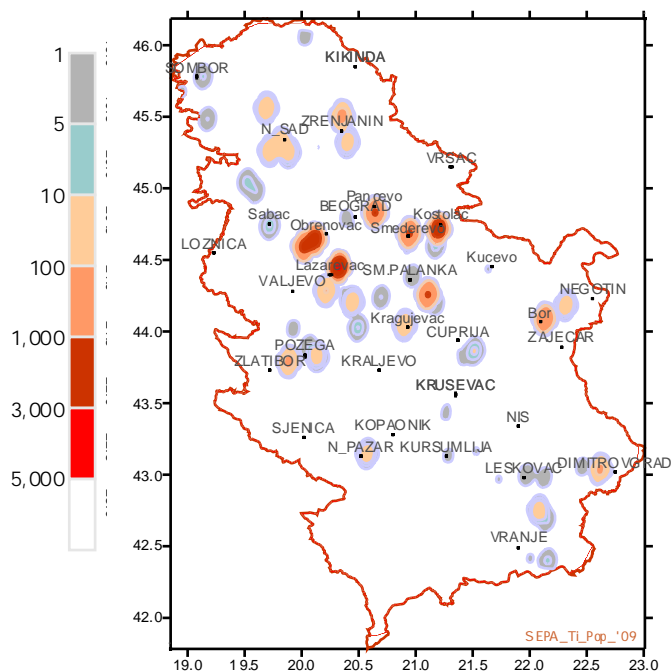 1
5
10
100
1,000
3,000
5,000
46.0
45.5
45.0
44.5
44.0
43.5
43.0
42.5
42.0
KIKINDA
SOMBOR
ZRENJANIN
N_SAD
VRSAC
Pancevo
BEOGRAD
Sabac
Kostolac
Obrenovac
Smederevo
LOZNICA
Lazarevac
SM.PALANKA
Kucevo
VALJEVO
NEGOTIN
Bor
Kragujevac
CUPRIJA
ZAJECAR
POZEGA
ZLATIBOR
KRALJEVO
KRUSEVAC
NIS
SJENICA
KOPAONIK
N_PAZAR
KURSUMLIJA
LESKOVAC
DIMITROVGRAD
VRANJE
SEPA_Ti_Pop_'09
19.0 19.5 20.0 20.5 21.0 21.5 22.0 22.5 23.0